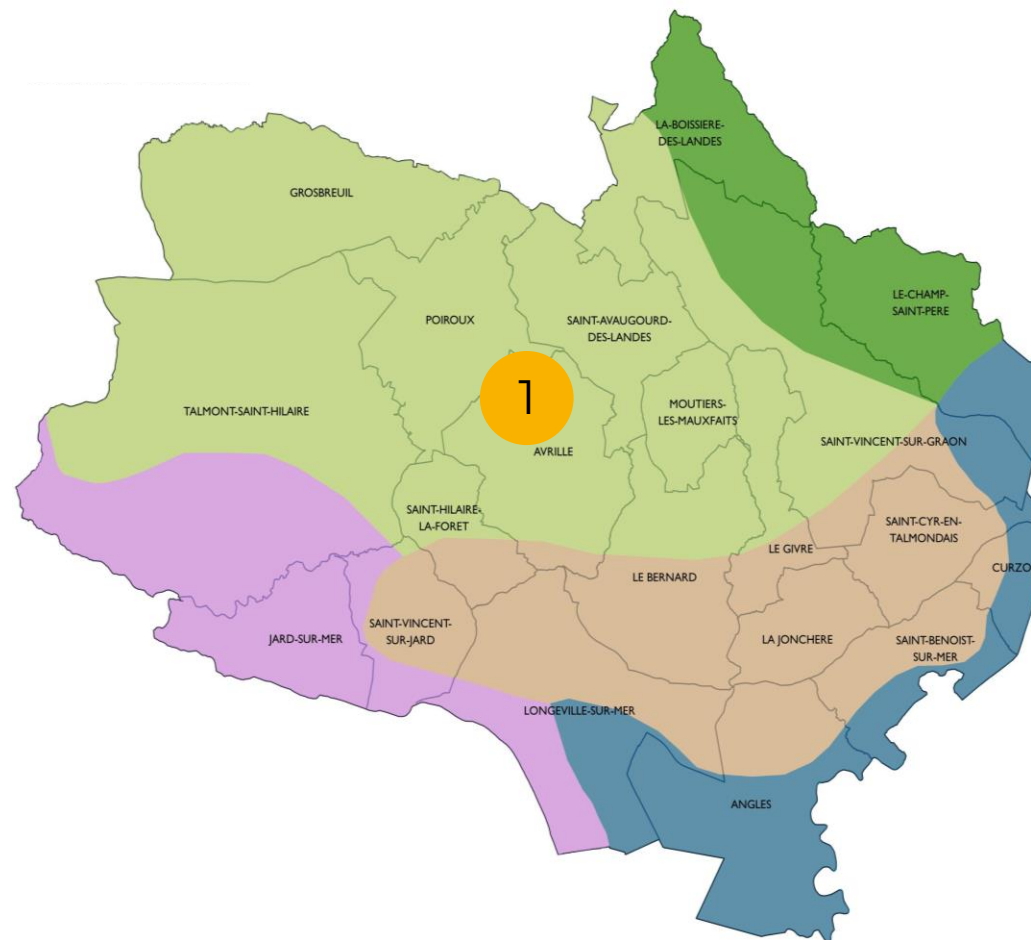 LA-BOISSIERE-
DES-LANDES
GROSBREUIL
LE-CHAMP-
SAINT-PERE
POIROUX
SAINT-AVAUGOURD-
DES-LANDES
1
TALMONT-SAINT-HILAIRE
MOUTIERS-
LES-MAUXFAITS
SAINT-VINCENT-SUR-GRAON
AVRILLE
SAINT-HILAIRE-
LA-FORET
SAINT-CYR-EN-
TALMONDAIS
LE GIVRE
CURZO
LE BERNARD
SAINT-VINCENT-
SUR-JARD
JARD-SUR-MER
LA JONCHERE
SAINT-BENOIST-
SUR-MER
LONGEVILLE-SUR-MER
ANGLES